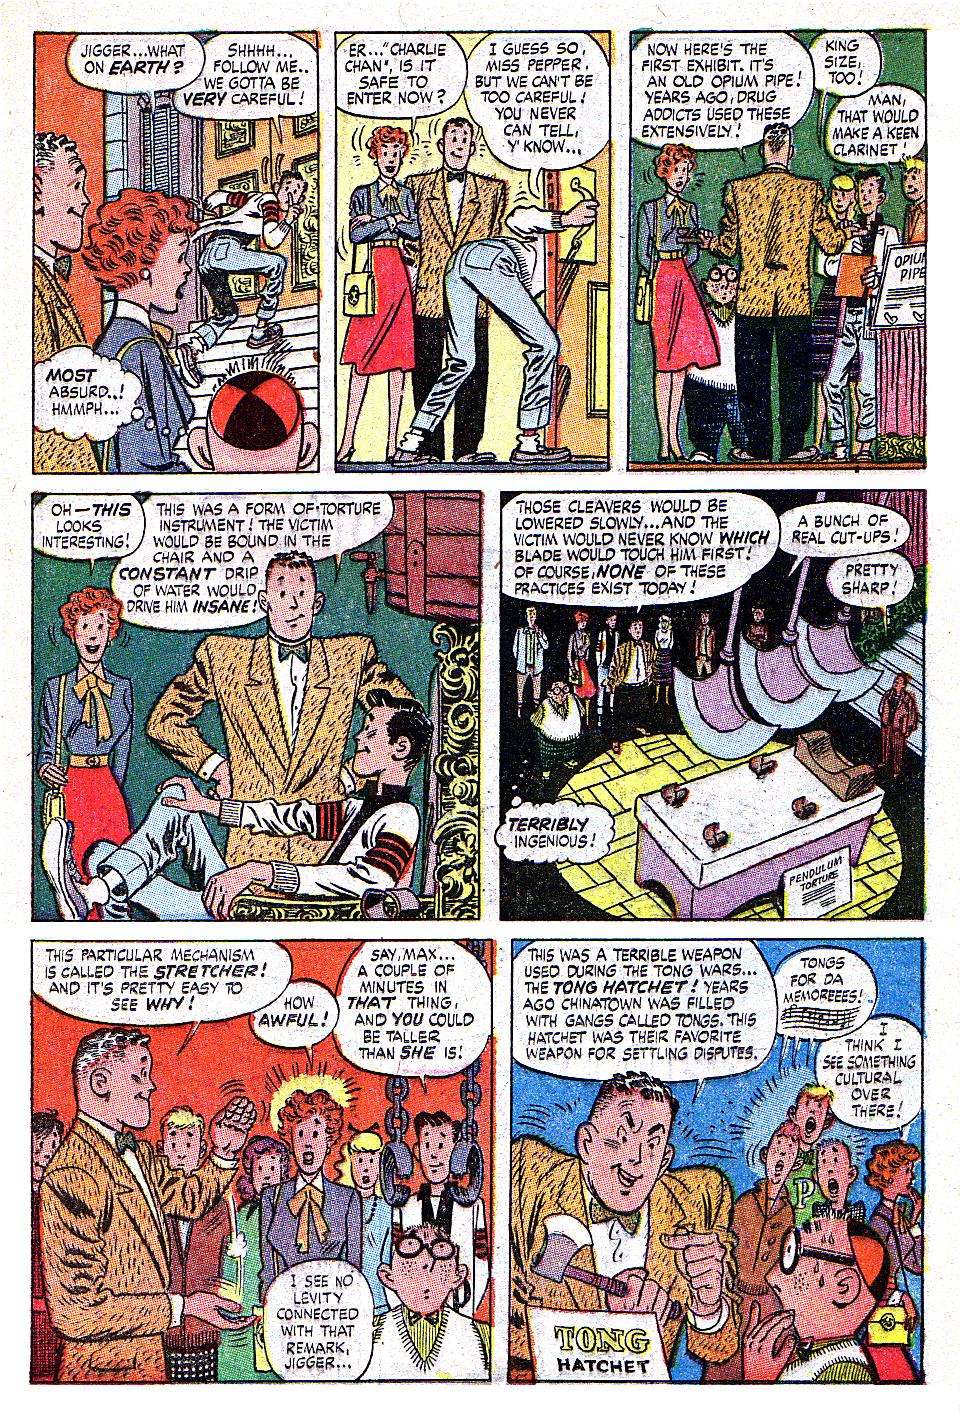 JIGGER...WHAT
ON EARTH?
SHHHH...
FOLLOW ME..
WE GOTTA BE
VERY CAREFUL!
MOST
ABSURD..!
HMMPH...
ER..."CHARLIE
CHAN", IS IT
SAFE TO
ENTER NOW?
I GUESS SO,
MISS PEPPER,
BUT WE CAN'T BE
TOO CAREFUL!
YOU NEVER
CAN TELL,
Y'KNOW...
NOW HERE'S THE
FIRST EXHIBIT. IT'S
AN OLD OPIUM PIPE!
YEARS AGO, DRUG
ADDICTS USED THESE
EXTENSIVELY!
KING
SIZE,
TOO!
MAN,
THAT WOULD
MAKE A KEEN
CLARINET!
OPIUM
PIPE
OH—THIS
LOOKS
INTERESTING!
THIS WAS A FORM OF TORTURE
INSTRUMENT! THE VICTIM
WOULD BE BOUND IN THE
CHAIR AND A
CONSTANT DRIP
OF WATER WOULD
DRIVE HIM INSANE!
THOSE CLEAVERS WOULD BE
LOWERED SLOWLY...AND THE
VICTIM WOULD NEVER KNOW WHICH
BLADE WOULD TOUCH HIM FIRST!
OF COURSE, NONE OF THESE
PRACTICES EXIST TODAY!
A BUNCH OF
REAL CUT-UPS!
PRETTY
SHARP!
TERRIBLY
INGENIOUS!
PENDULUM
TORTURE
THIS PARTICULAR MECHANISM
IS CALLED THE STRETCHER!
AND IT'S PRETTY EASY TO
SEE WHY!
HOW
AWFUL!
SAY, MAX...
A COUPLE OF
MINUTES IN
THAT THING,
AND YOU COULD
BE TALLER
THAN SHE IS!
I SEE NO
LEVITY
CONNECTED
WITH THAT
REMARK,
JIGGER...
THIS WAS A TERRIBLE WEAPON
USED DURING THE TONG WARS...
THE TONG HATCHET! YEARS
AGO CHINATOWN WAS FILLED
WITH GANGS CALLED TONGS. THIS
HATCHET WAS THEIR FAVORITE
WEAPON FOR SETTLING DISPUTES.
TONGS
FOR DA
MEMOREEES!
I
THINK I
SEE SOMETHING
CULTURAL
OVER
THERE!
P
TONG
HATCHET